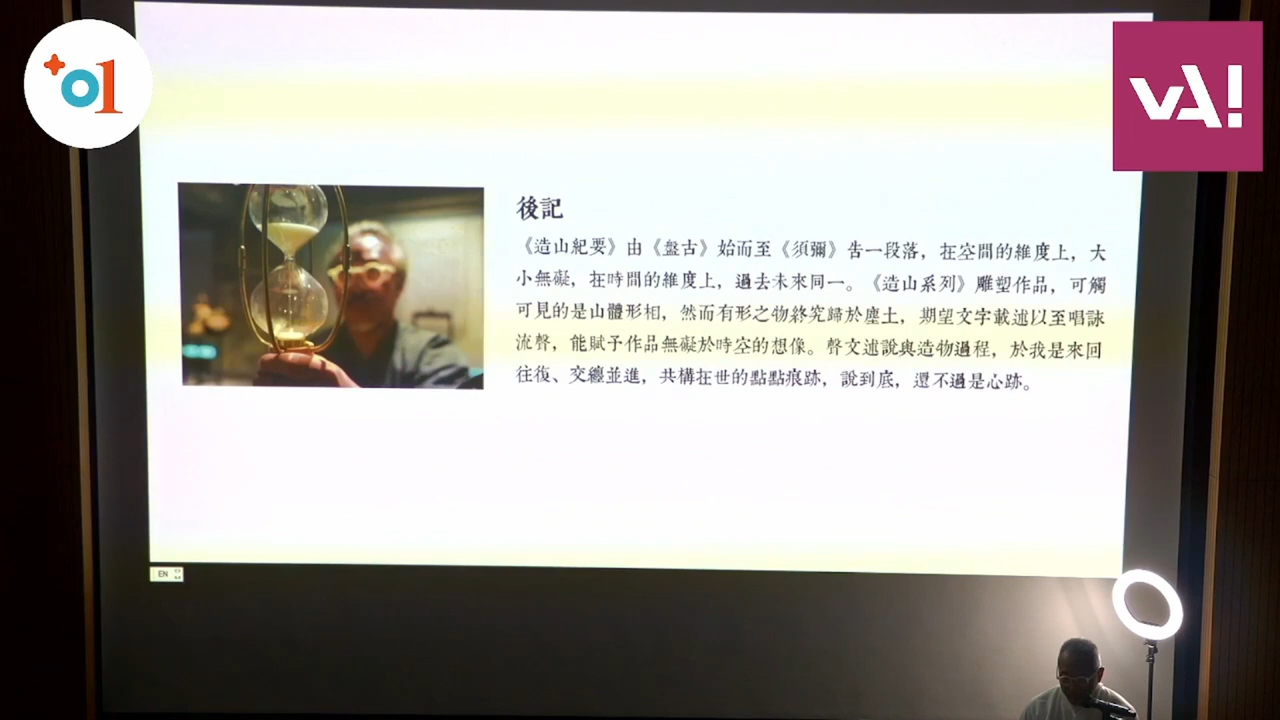 +o1
VA!
後記
《造山紀要》由《盤古》始而至《須彌》告一段落，在空間的維度上，大
小無礙，在時間的維度上，過去未來同一。《造山系列》雕塑作品，可觸
可見的是山體形相，然而有形之物終究歸於塵土，期望文字載述以至唱詠
流聲，能賦予作品無礙於時空的想像。聲文述說與造物過程，於我是來回
往復、交纏並進，共構在世的點點痕跡，說到底，還不過是心跡。
EN